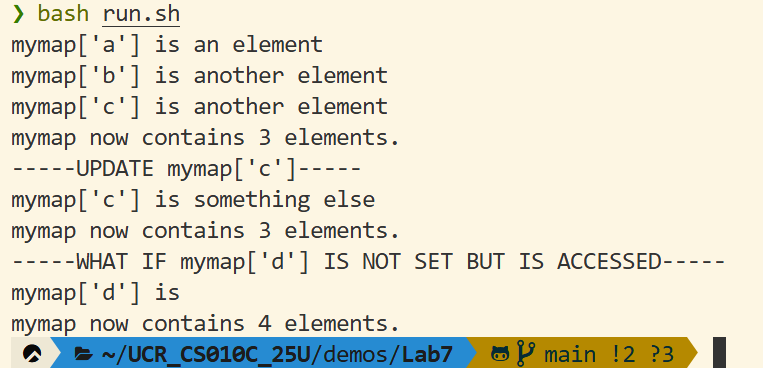 ❯ bash run.sh
mymap['a'] is an element
mymap['b'] is another element
mymap['c'] is another element
mymap now contains 3 elements.
-----UPDATE mymap['c']-----
mymap['c'] is something else
mymap now contains 3 elements.
-----WHAT IF mymap['d'] IS NOT SET BUT IS ACCESSED-----
mymap['d'] is
mymap now contains 4 elements.
~/UCR_CS010C_25U/demos/Lab7 main !2 ?3